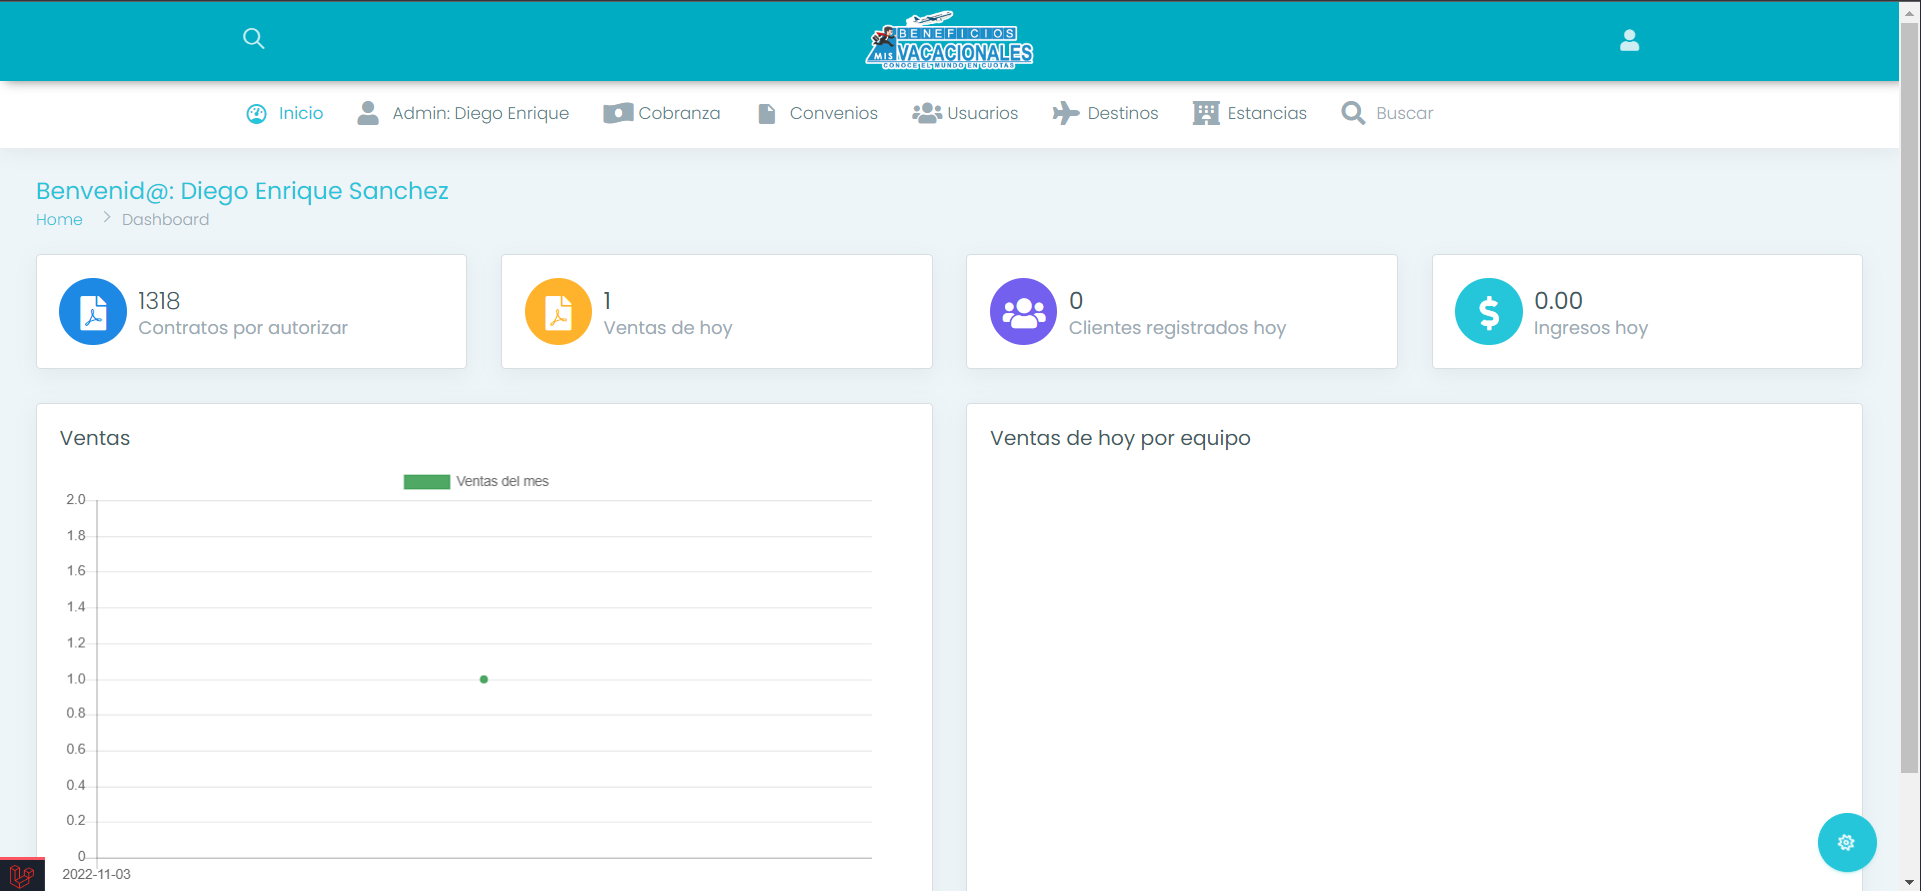 BENEFICIOS
MIS VACACIONALES
CONOCE EL MUNDO EN CUOTAS
Inicio
Admin: Diego Enrique
Cobranza
Convenios
Usuarios
Destinos
Estancias
Buscar
Benvenid@: Diego Enrique Sanchez
Home
Dashboard
1318
Contratos por autorizar
1
Ventas de hoy
0
Clientes registrados hoy
0.00
Ingresos hoy
Ventas
Ventas del mes
2.0
1.8
1.6
1.4
1.2
1.0
0.8
0.6
0.4
0.2
0
2022-11-03
Ventas de hoy por equipo